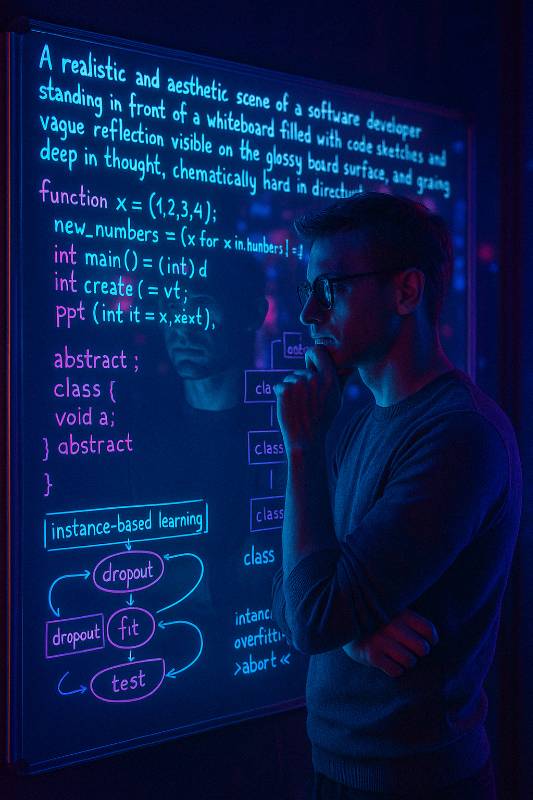 A realistic and aesthetic scene of a software developer
standing in front of a whiteboard filled with code sketches and
vague reflection visible on the glossy board surface, and graing
deep in thought, chematically hard in
function x = (1,2,3,4);
new_numbers = (x for x in.hunbers
int main() = (int) d
int create ( = vt;
ppt (int it = x, xext),
abstract ;
class {
void a;
} abstract
}
class
class
class
instance-based learning
dropout
dropout
fit
test
class
overfitti
>abort «